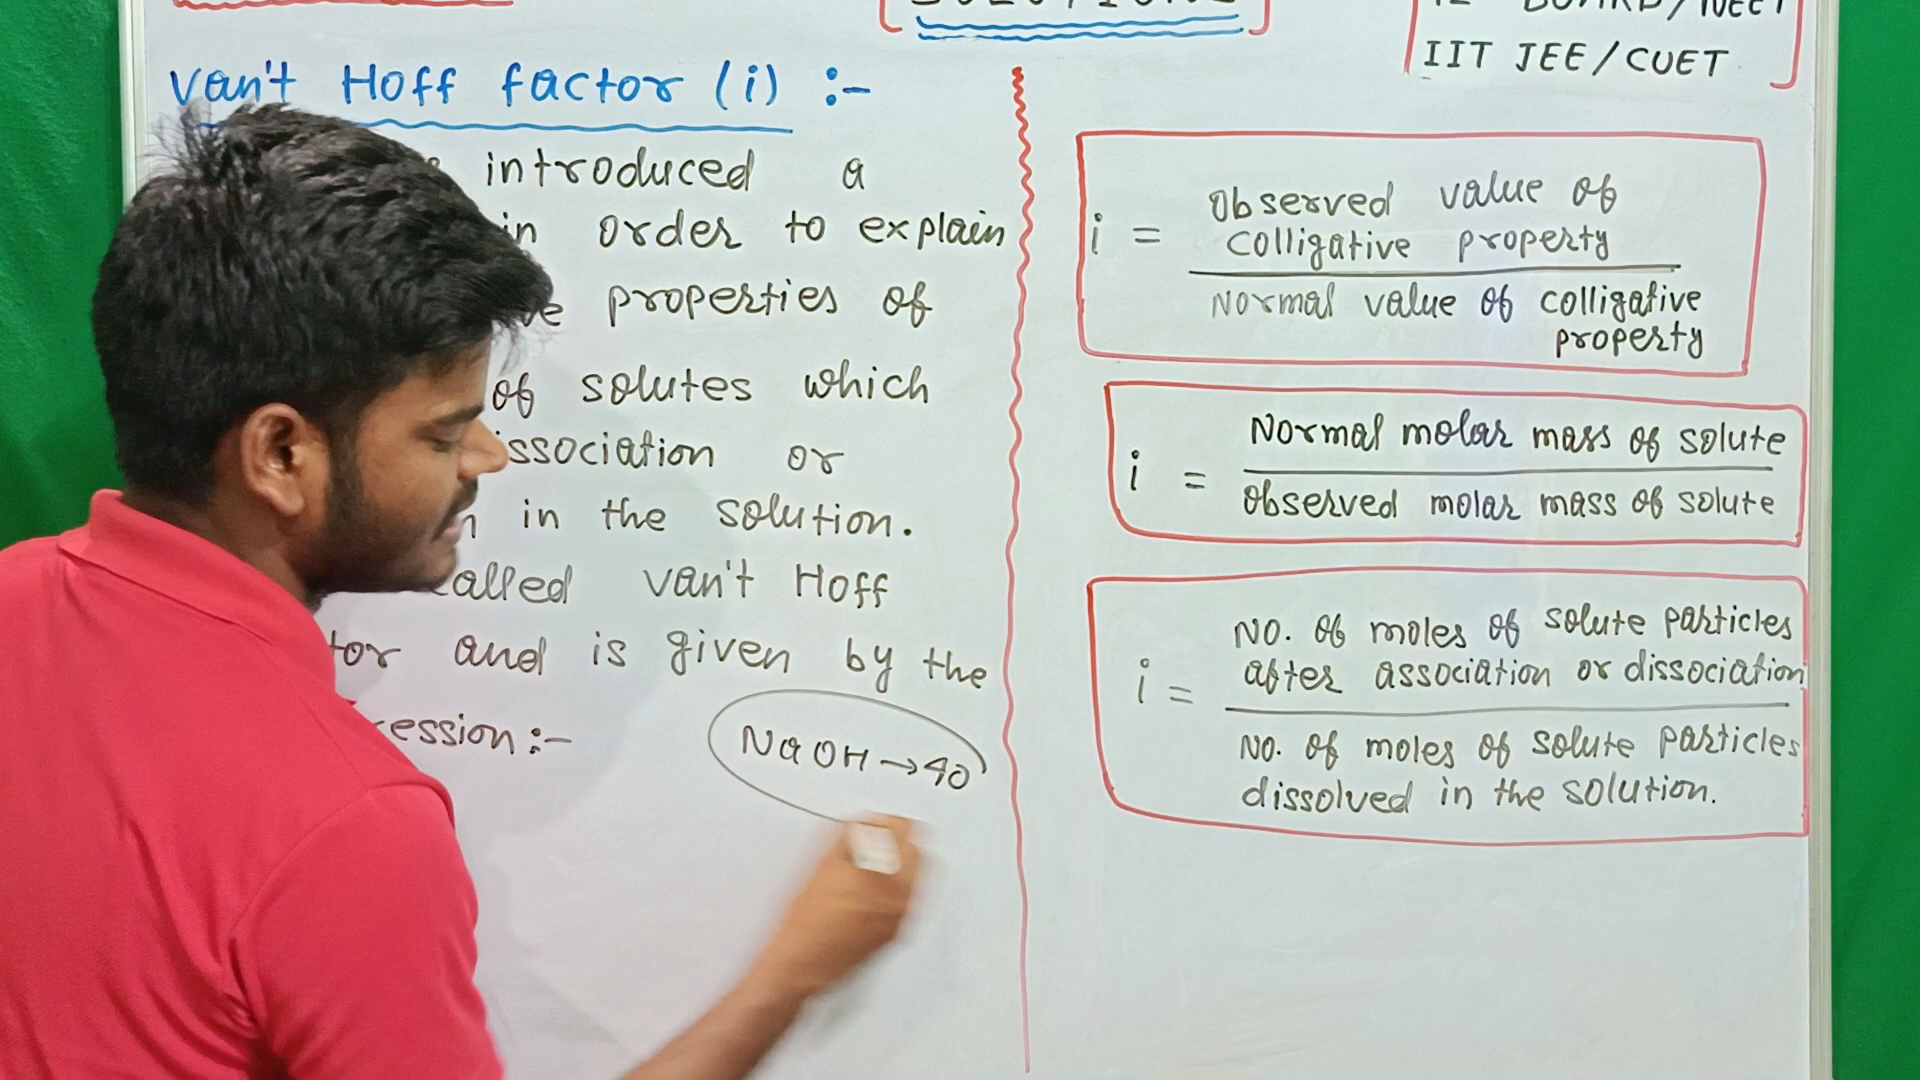 IIT JEE/CUET
Van't Hoff factor (i) :-
introduced a
in order to explain
properties of
of solutes which
ssociation or
in the solution.
called van't Hoff
tor and is given by the
ession :-
NaOH → 40
i = Observed value of
colligative property
Normal value of colligative
property
i = Normal molar mass of solute
observed molar mass of solute
i = No. of moles of solute particles
after association or dissociation
No. of moles of solute particles
dissolved in the solution.